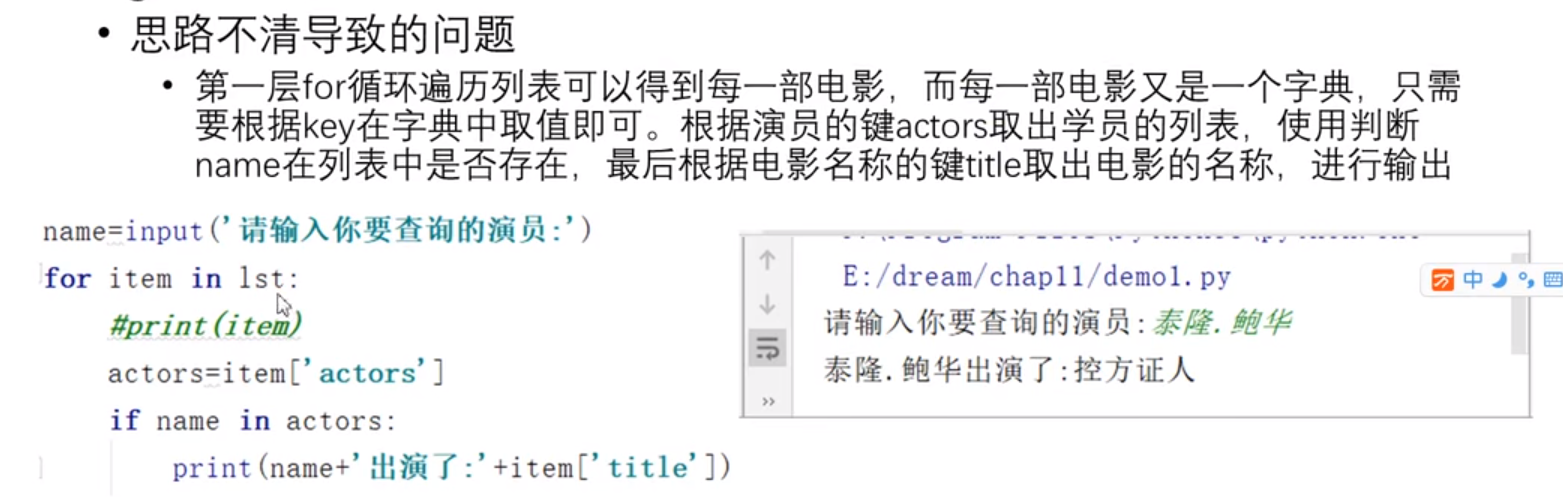 思路不清导致的问题
第一层for循环遍历列表可以得到每一部电影，而每一部电影又是一个字典，只需
要根据key在字典中取值即可。根据演员的键actors取出学员的列表，使用判断
name在列表中是否存在，最后根据电影名称的键title取出电影的名称，进行输出
name=input('请输入你要查询的演员:')
for item in lst:
#print(item)
actors=item['actors']
if name in actors:
print(name+'出演了:'+item['title'])
E:/dream/chap11/demo1.py
请输入你要查询的演员:泰隆.鲍华
泰隆.鲍华出演了:控方证人
中